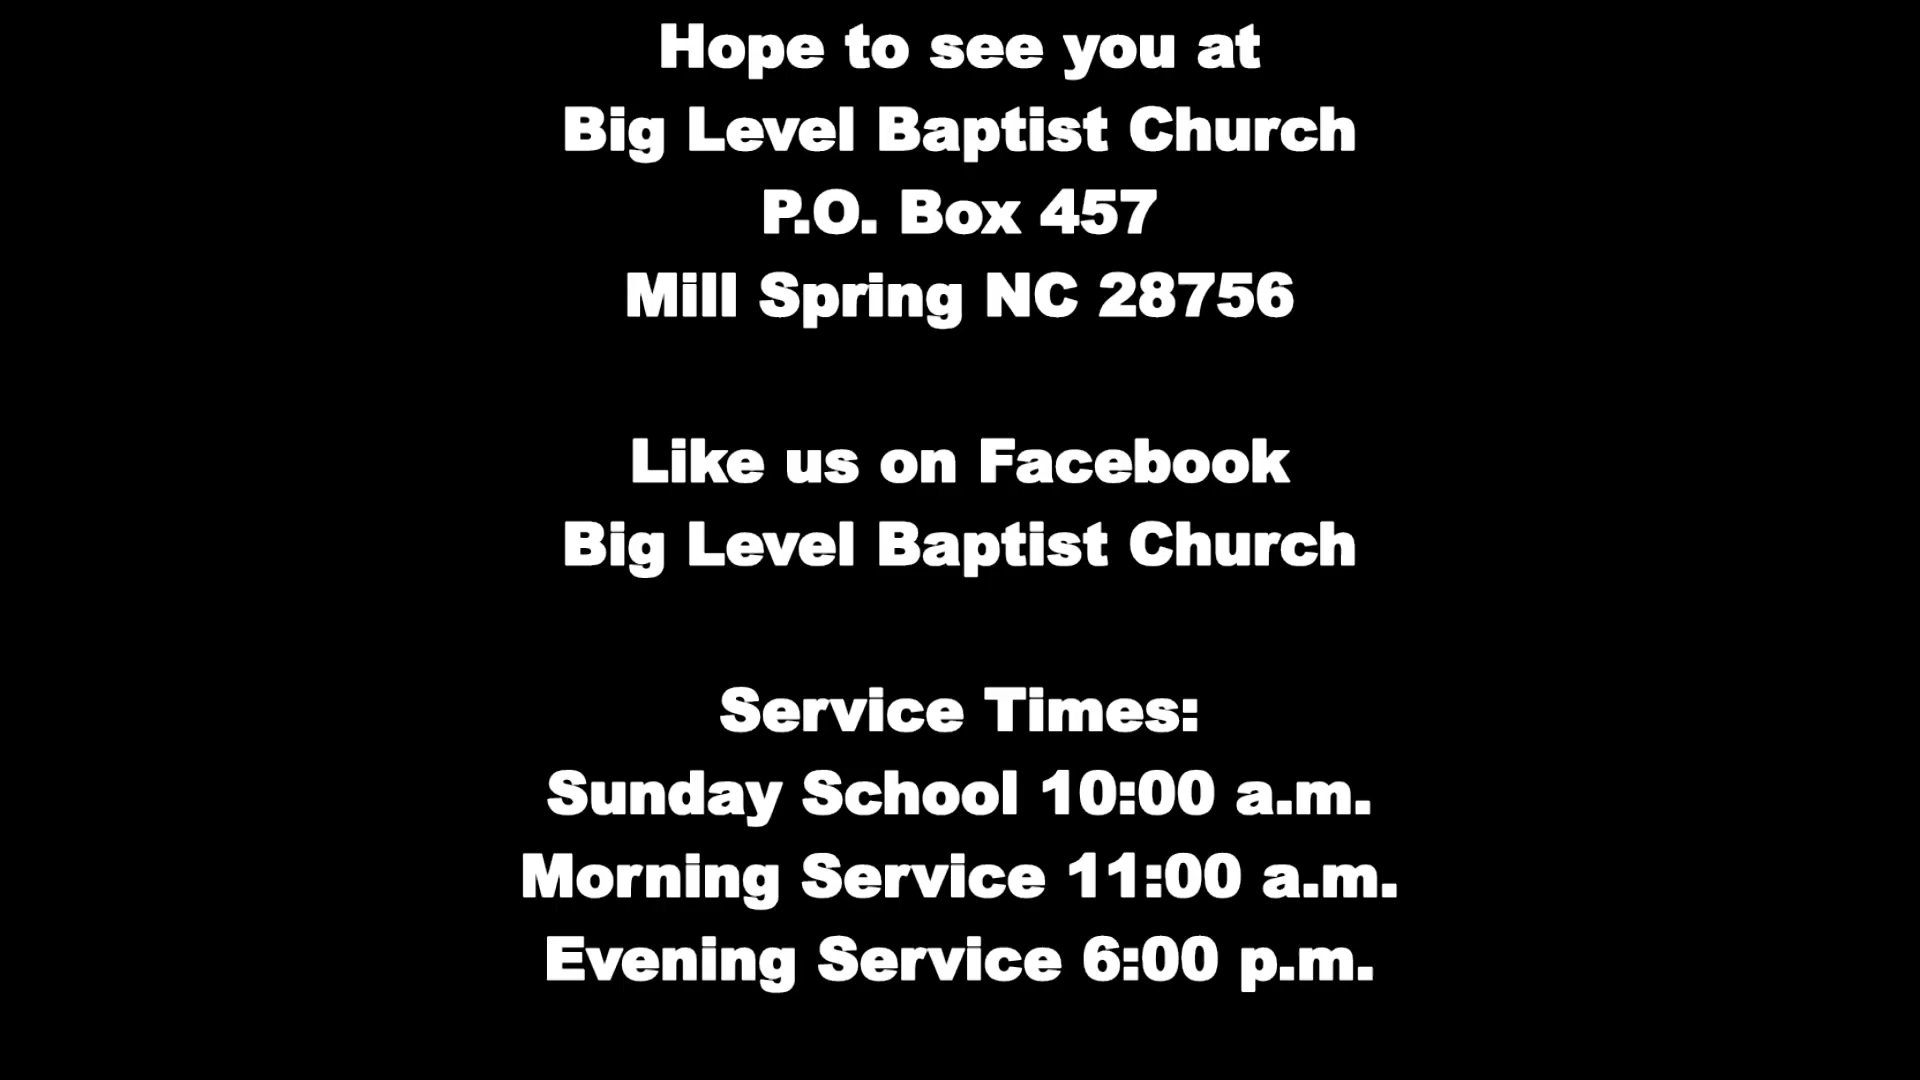 Hope to see you at
Big Level Baptist Church
P.O. Box 457
Mill Spring NC 28756
Like us on Facebook
Big Level Baptist Church
Service Times:
Sunday School 10:00 a.m.
Morning Service 11:00 a.m.
Evening Service 6:00 p.m.